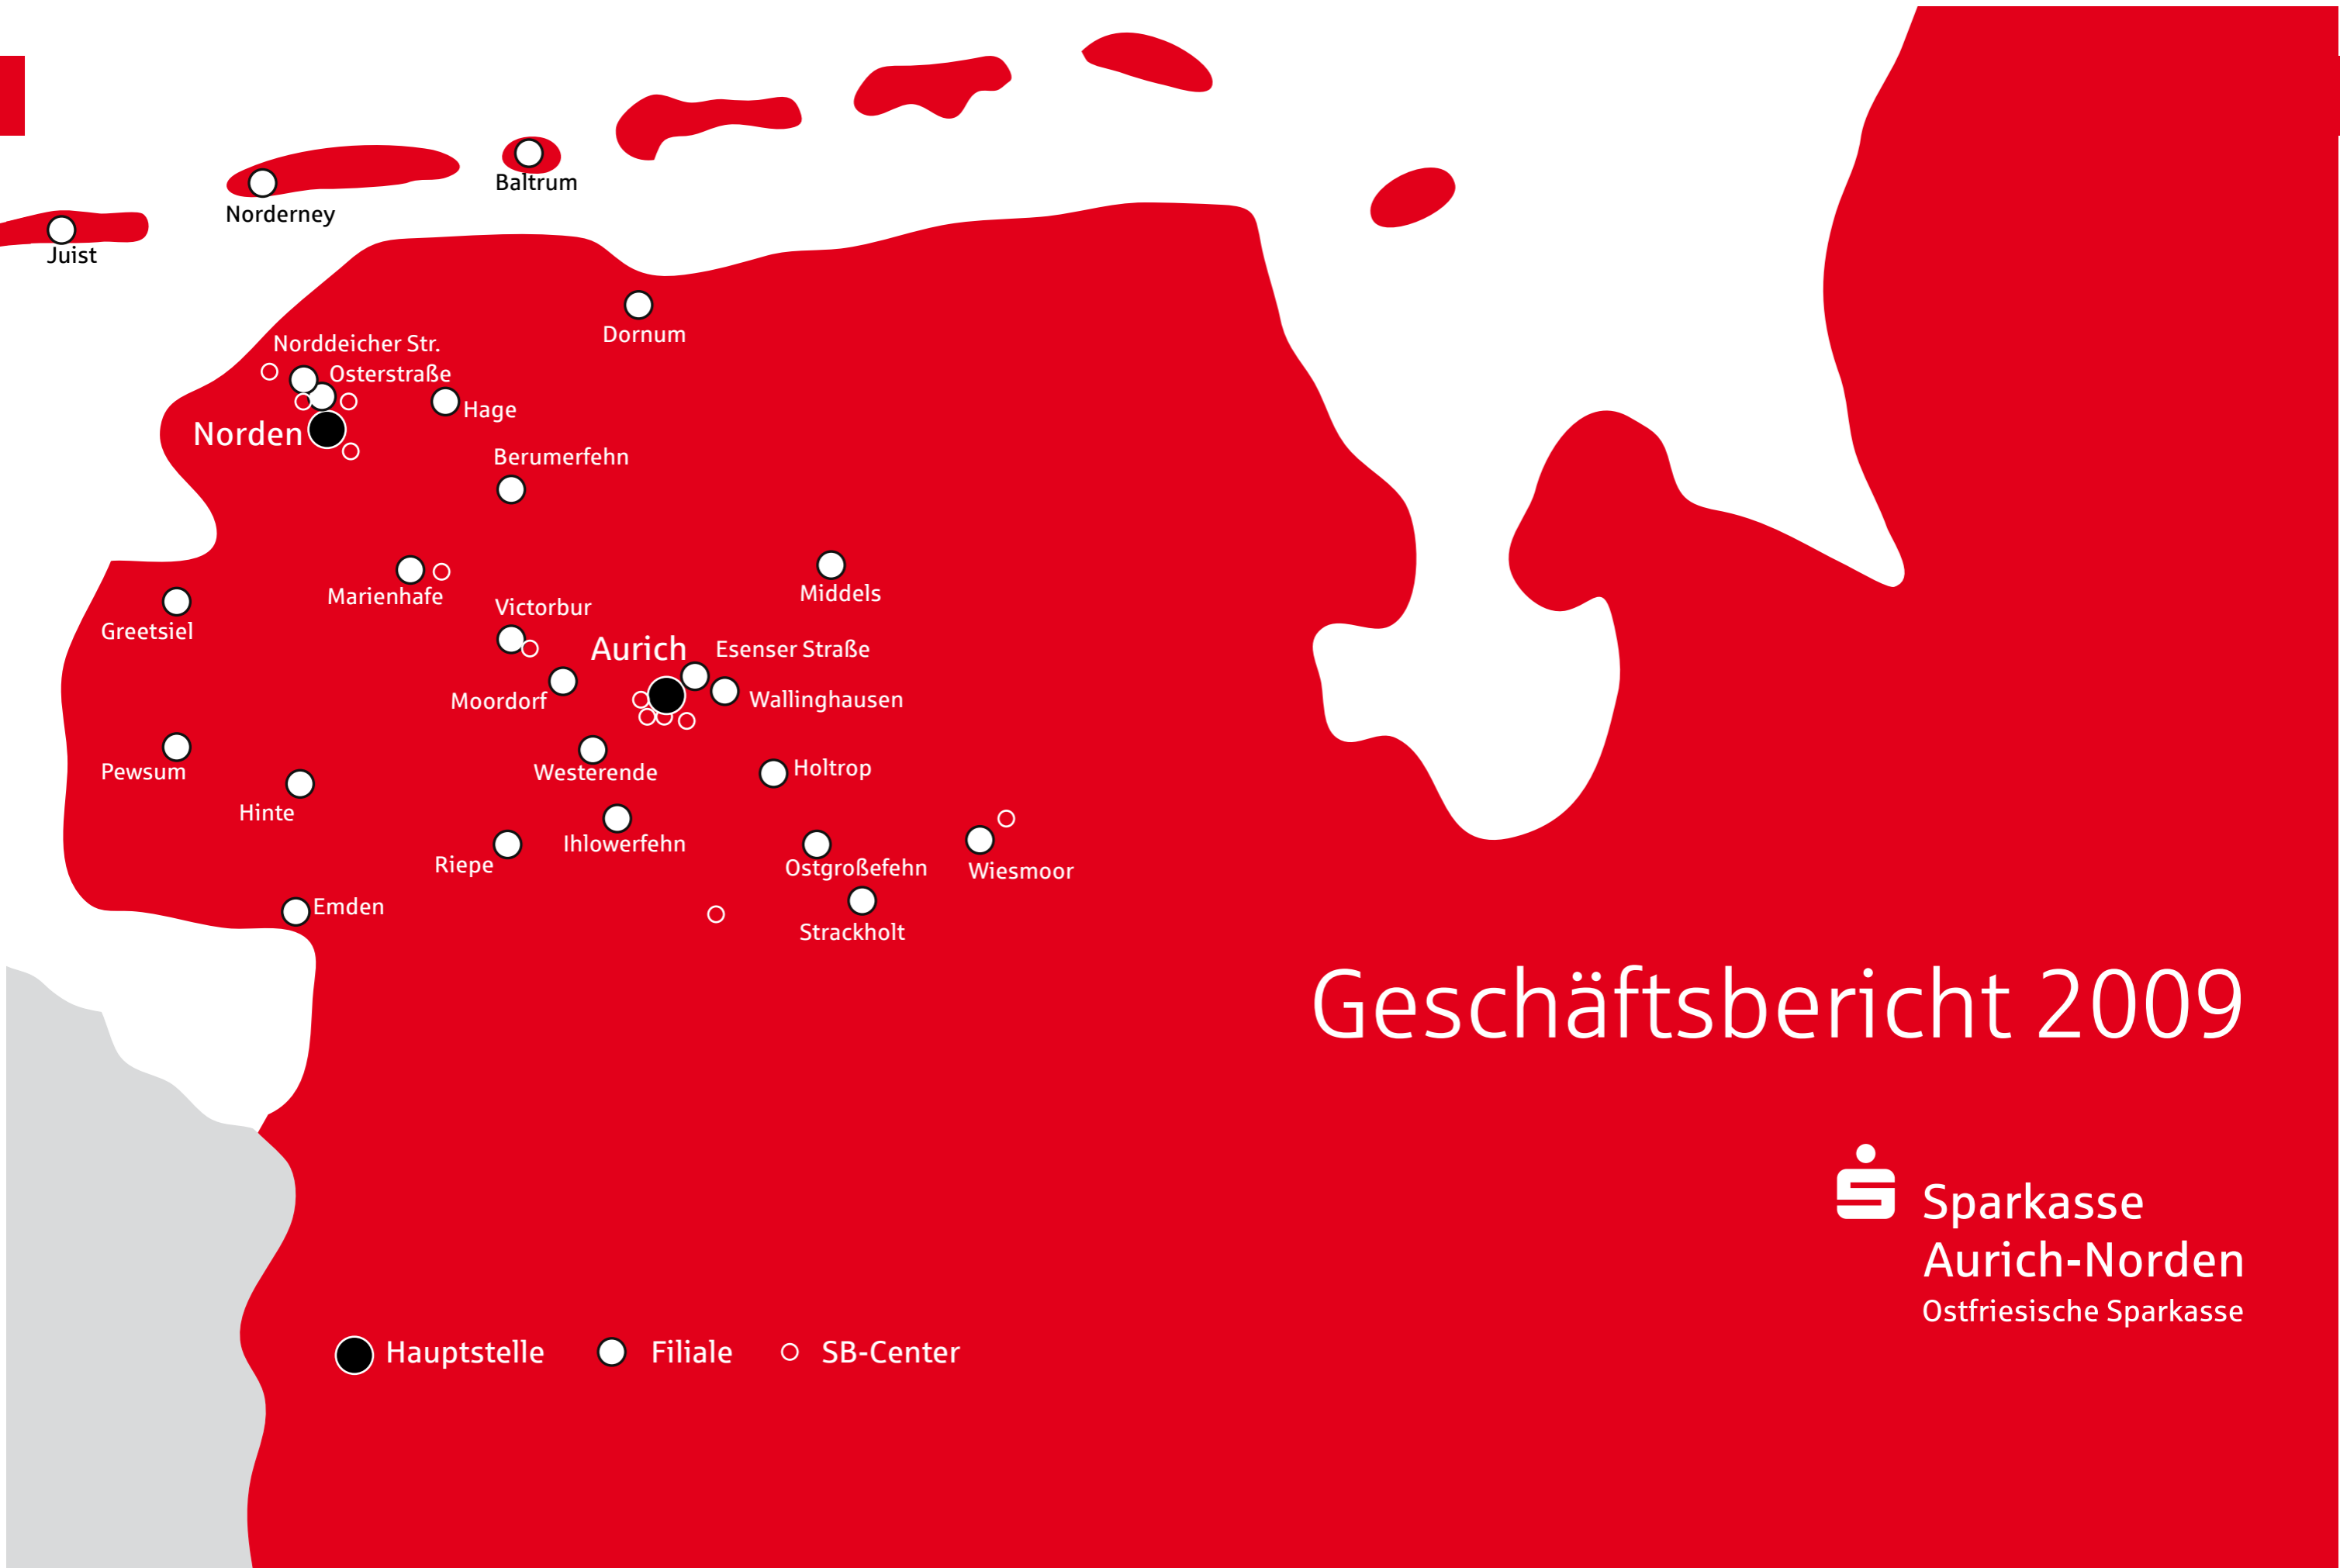 Baltrum
Norderney
Juist
Dornum
Norddeicher Str.
Osterstraße
Hage
Norden
Berumerfehn
Middels
Marienhafe
Victorbur
Greetsiel
Aurich
Esenser Straße
Moordorf
Wallinghausen
Pewsum
Westerende
Holtrop
Hinte
Ihlowerfehn
Riepe
Ostgroßefehn
Wiesmoor
Emden
Strackholt
Geschäftsbericht 2009
Sparkasse
Aurich-Norden
Ostfriesische Sparkasse
Hauptstelle Filiale SB-Center